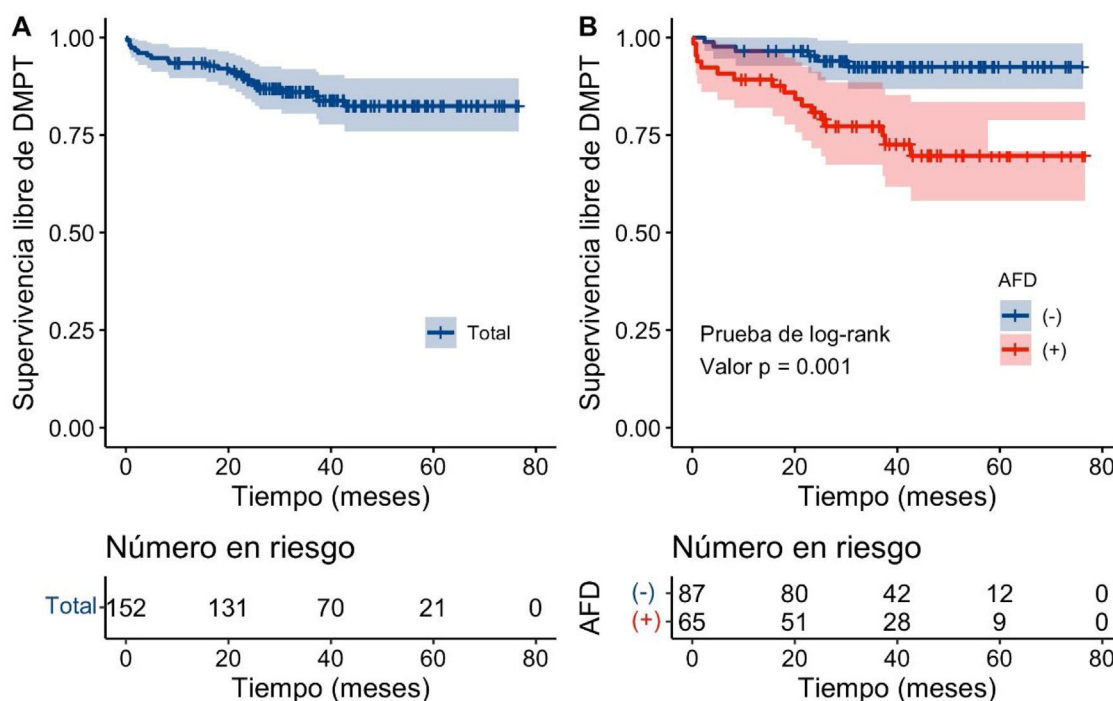 A
Supervivencia libre de DMPT
1.00
0.75
0.50
0.25
0.00
Total
0 20 40 60 80
Tiempo (meses)
Número en riesgo
Total 152 131 70 21 0
0 20 40 60 80
Tiempo (meses)
B
Supervivencia libre de DMPT
1.00
0.75
0.50
0.25
0.00
AFD
(-)
(+)
Prueba de log-rank
Valor p = 0.001
0 20 40 60 80
Tiempo (meses)
Número en riesgo
AFD
(-) 87 80 42 12 0
(+) 65 51 28 9 0
0 20 40 60 80
Tiempo (meses)